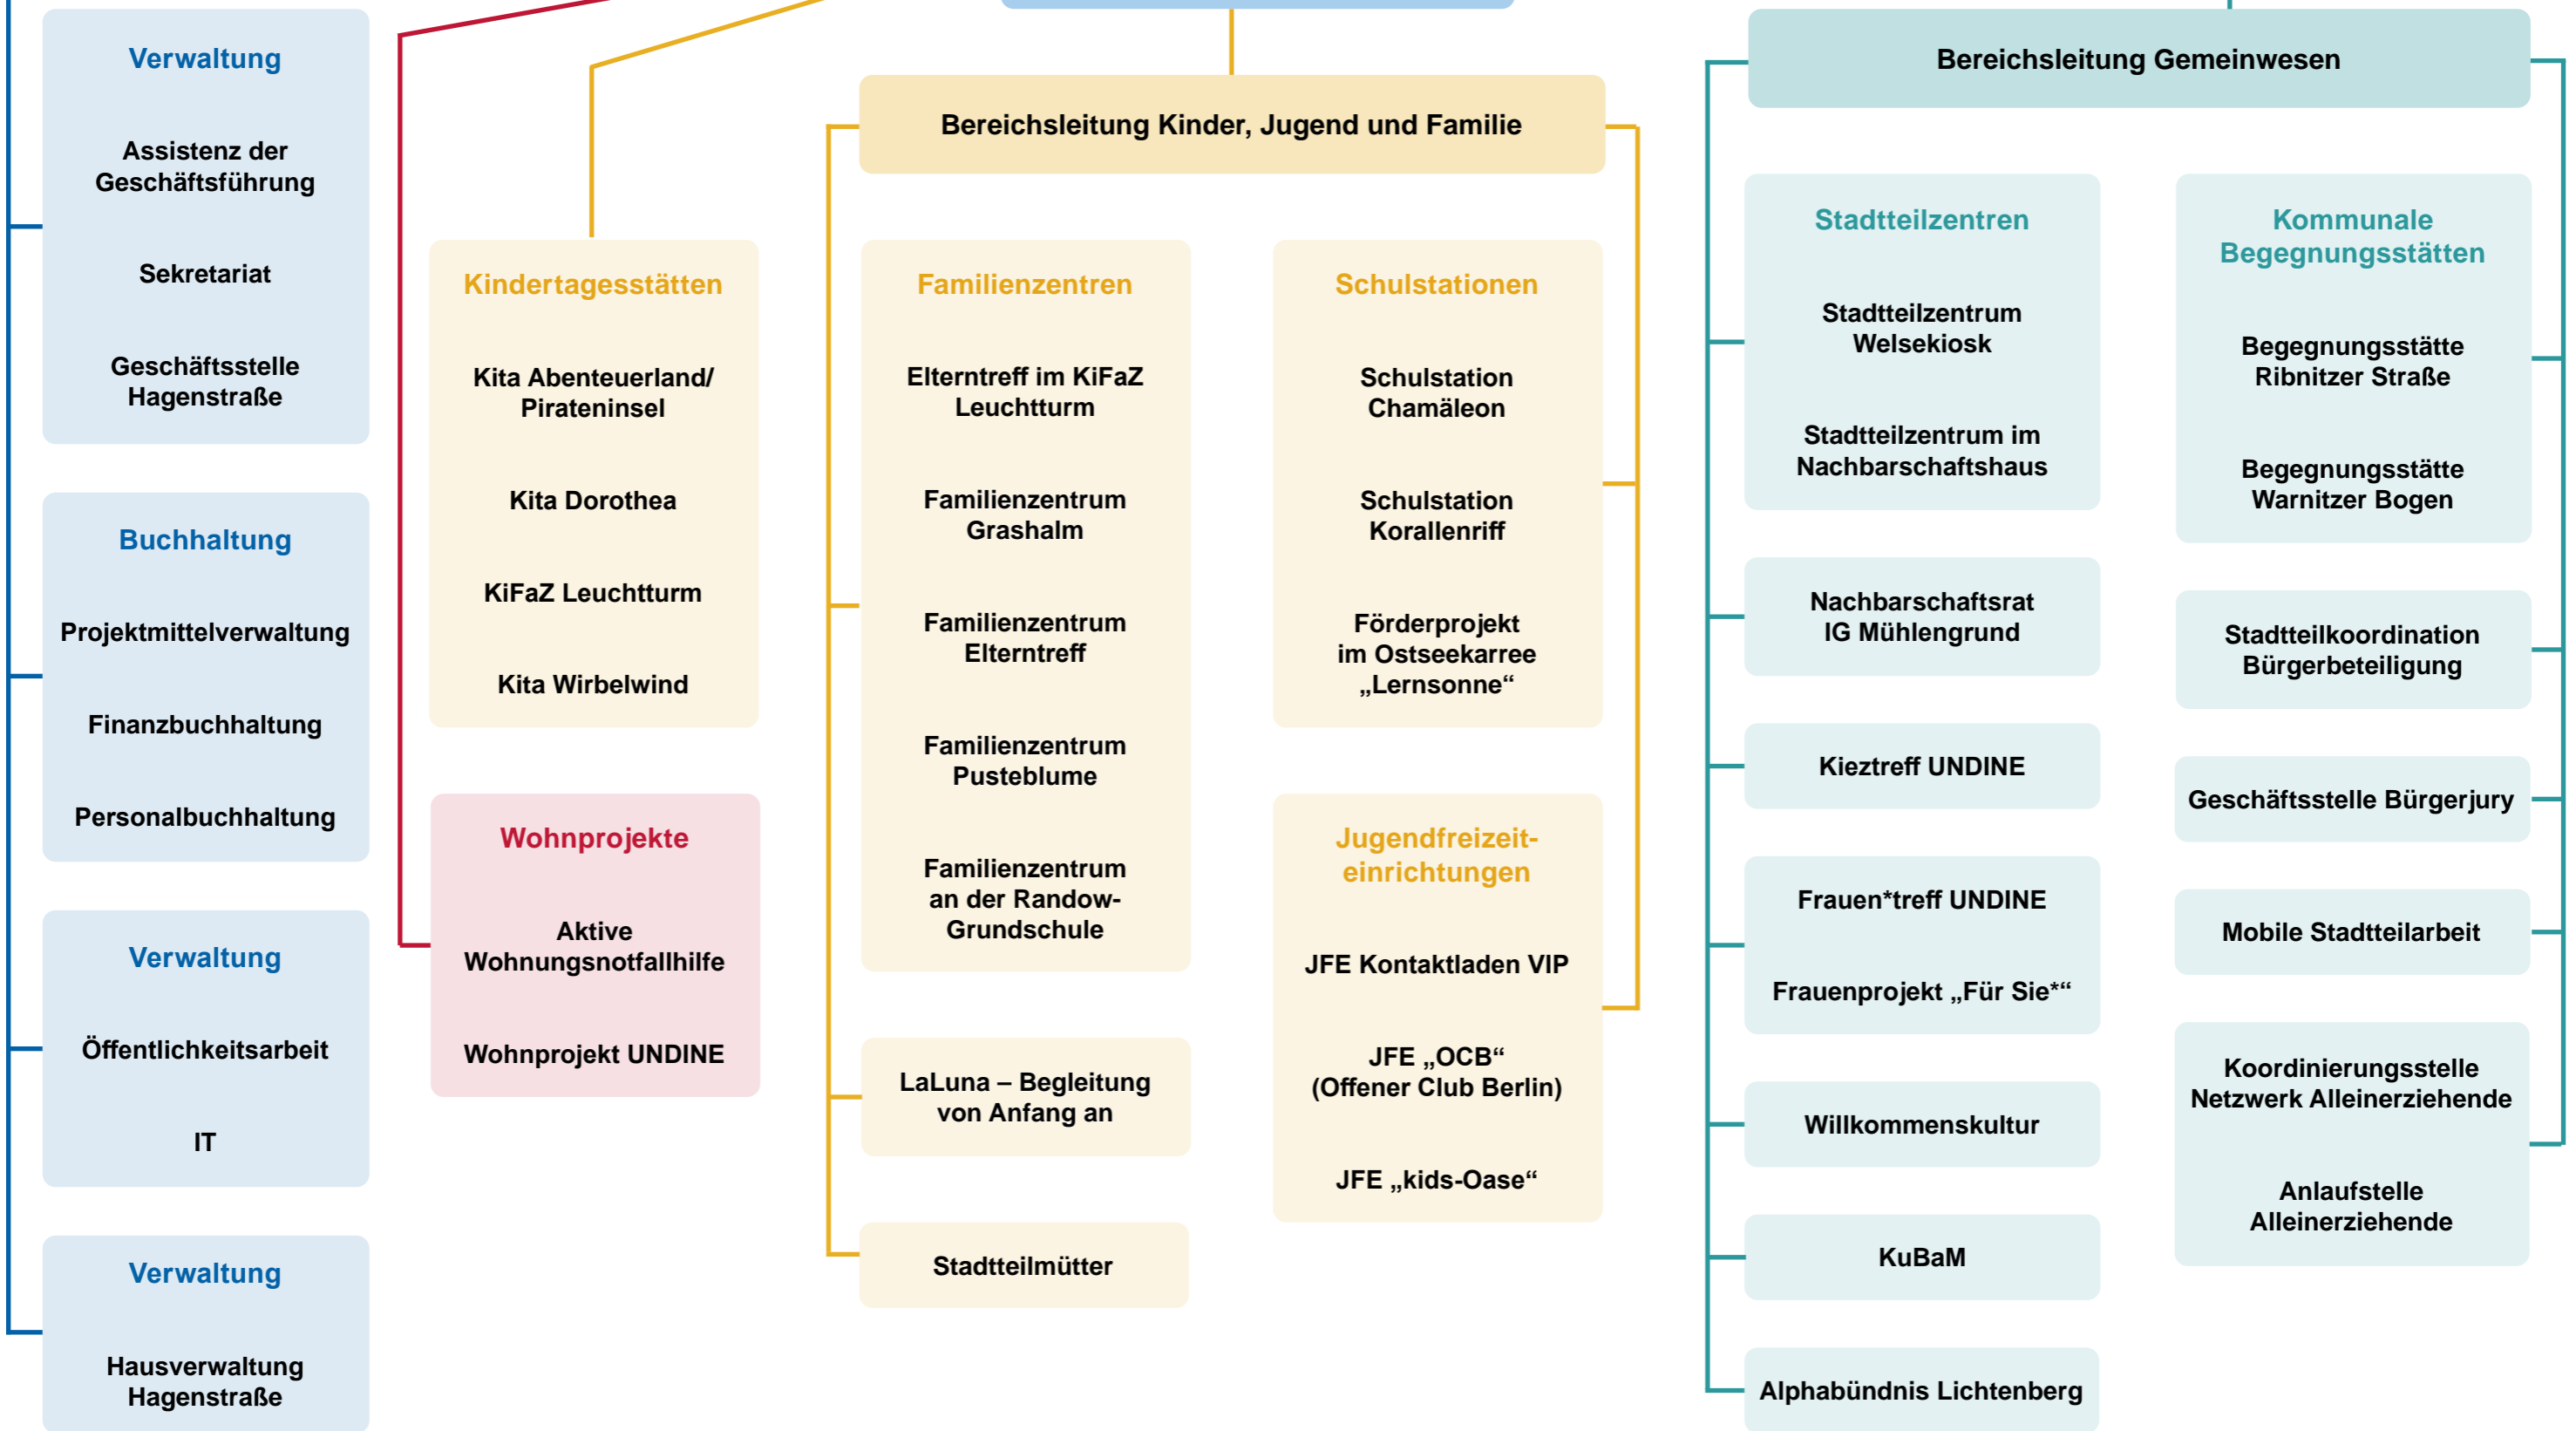 Verwaltung
Assistenz der
Geschäftsführung
Sekretariat
Geschäftsstelle
Hagenstraße
Buchhaltung
Projektmittelverwaltung
Finanzbuchhaltung
Personalbuchhaltung
Verwaltung
Öffentlichkeitsarbeit
IT
Verwaltung
Hausverwaltung
Hagenstraße
Kindertagesstätten
Kita Abenteuerland/
Pirateninsel
Kita Dorothea
KiFaZ Leuchtturm
Kita Wirbelwind
Wohnprojekte
Aktive
Wohnungsnotfallhilfe
Wohnprojekt UNDINE
Bereichsleitung Kinder, Jugend und Familie
Familienzentren
Elterntreff im KiFaZ
Leuchtturm
Familienzentrum
Grashalm
Familienzentrum
Elterntreff
Familienzentrum
Pusteblume
Familienzentrum
an der Randow-
Grundschule
LaLuna – Begleitung
von Anfang an
Stadtteilmütter
Schulstationen
Schulstation
Chamäleon
Schulstation
Korallenriff
Förderprojekt
im Ostseekarree
„Lernsonne“
Jugendfreizeit-
einrichtungen
JFE Kontaktladen VIP
JFE „OCB“
(Offener Club Berlin)
JFE „kids-Oase“
Bereichsleitung Gemeinwesen
Stadtteilzentren
Stadtteilzentrum
Welsekiosk
Stadtteilzentrum im
Nachbarschaftshaus
Nachbarschaftsrat
IG Mühlengrund
Kieztreff UNDINE
Frauen*treff UNDINE
Frauenprojekt „Für Sie*“
Willkommenskultur
KuBaM
Alphabündnis Lichtenberg
Kommunale
Begegnungsstätten
Begegnungsstätte
Ribnitzer Straße
Begegnungsstätte
Warnitzer Bogen
Stadtteilkoordination
Bürgerbeteiligung
Geschäftsstelle Bürgerjury
Mobile Stadtteilarbeit
Koordinierungsstelle
Netzwerk Alleinerziehende
Anlaufstelle
Alleinerziehende